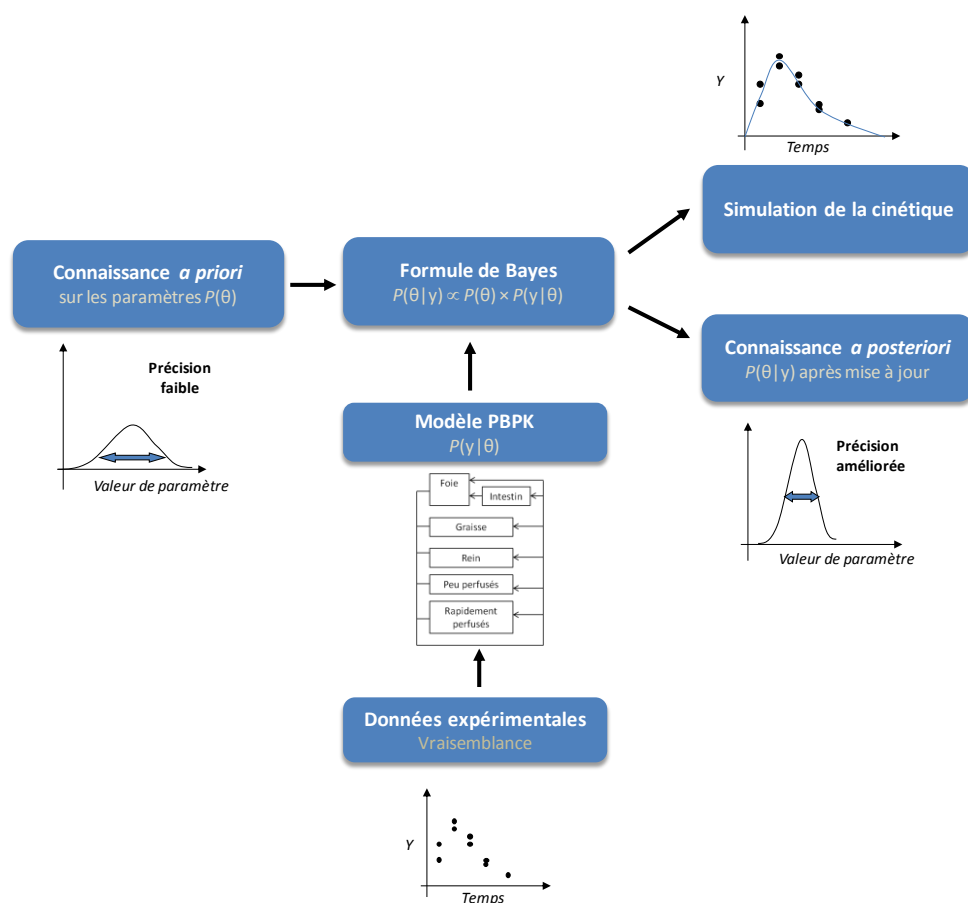 Y
Temps
Simulation de la cinétique
Connaissance a priori
sur les paramètres P(θ)
Formule de Bayes
P(θ|y) ∝ P(θ) × P(y|θ)
Connaissance a posteriori
P(θ|y) après mise à jour
Précision
faible
Valeur de paramètre
Modèle PBPK
P(y|θ)
Précision
améliorée
Valeur de paramètre
Foie
Intestin
Graisse
Rein
Peu perfusés
Rapidement
perfusés
Données expérimentales
Vraisemblance
Y
Temps